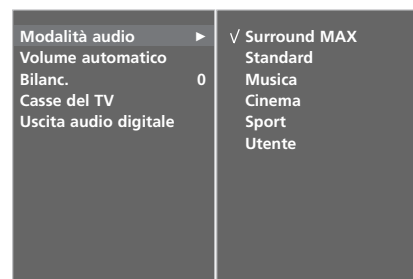 Modalità audio ►
Volume automatico
Bilanc. 0
Casse del TV
Uscita audio digitale
√ Surround MAX
Standard
Musica
Cinema
Sport
Utente